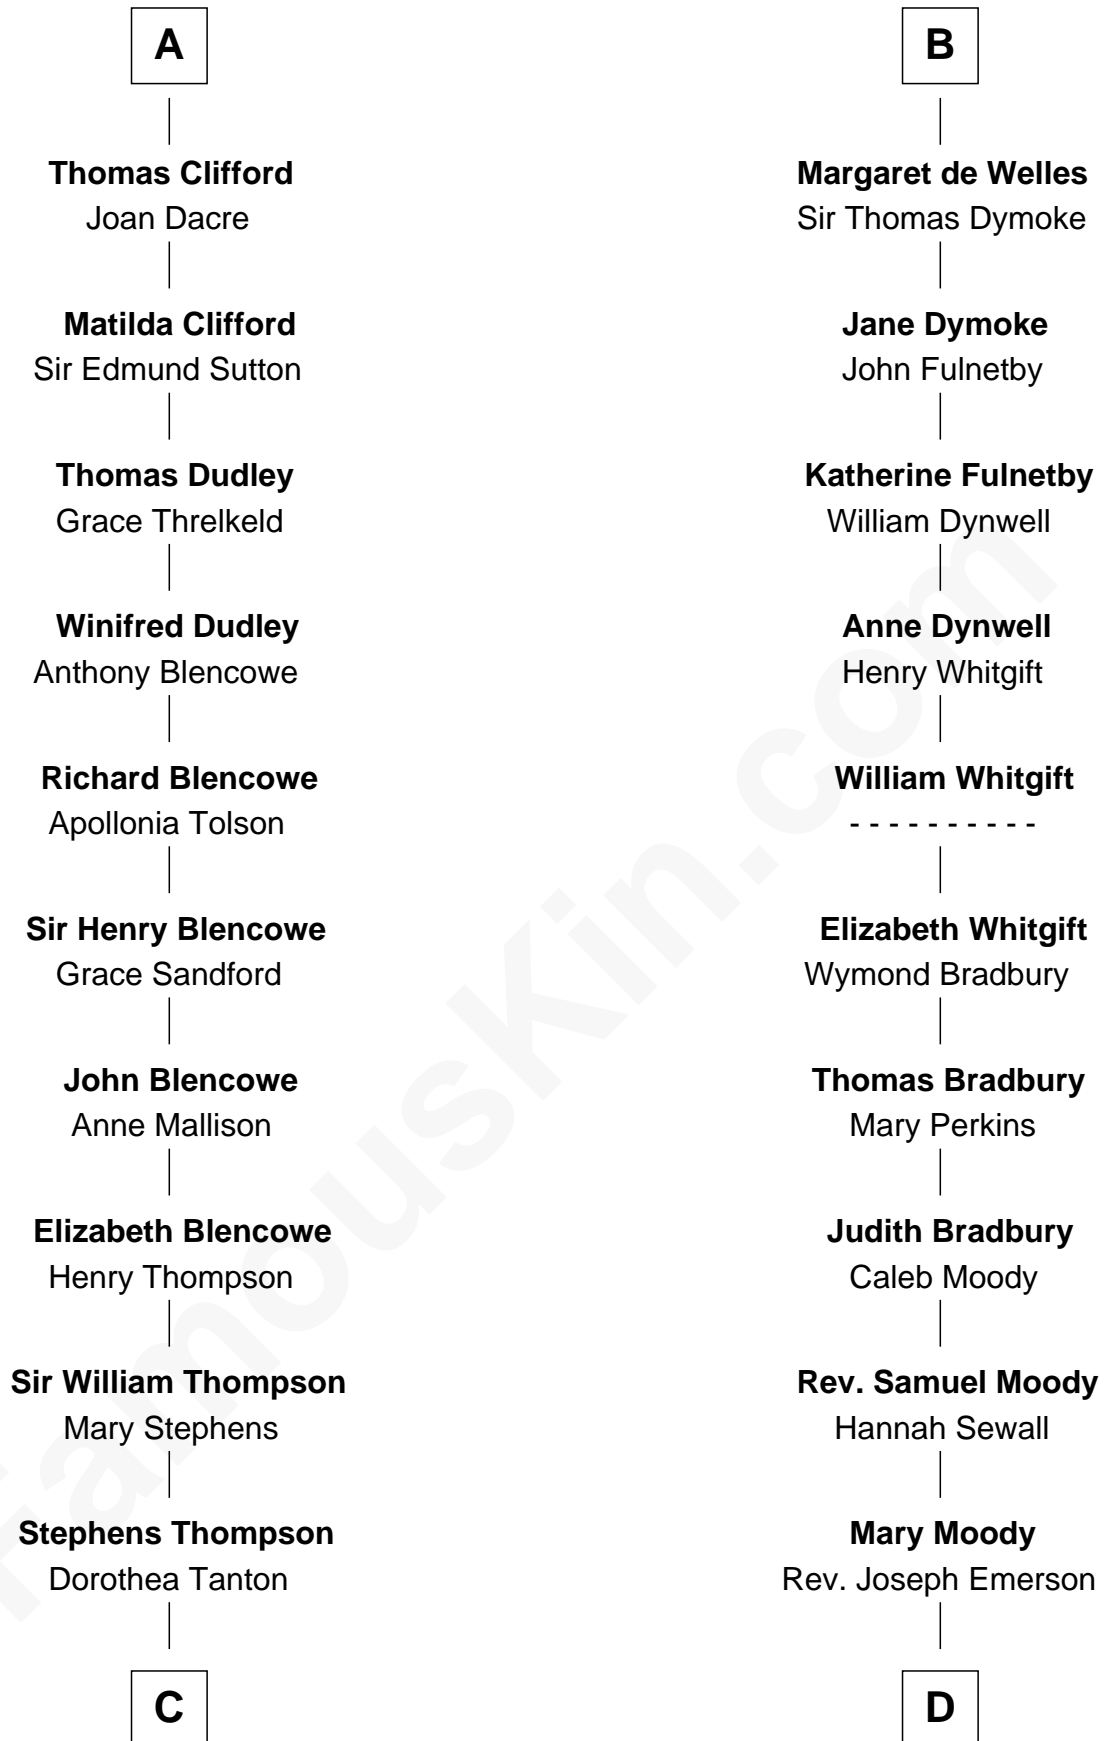 A
Thomas Clifford
Joan Dacre
Matilda Clifford
Sir Edmund Sutton
Thomas Dudley
Grace Threlkeld
Winifred Dudley
Anthony Blencowe
Richard Blencowe
Apollonia Tolson
Sir Henry Blencowe
Grace Sandford
John Blencowe
Anne Mallison
Elizabeth Blencowe
Henry Thompson
Sir William Thompson
Mary Stephens
Stephens Thompson
Dorothea Tanton
C
B
Margaret de Welles
Sir Thomas Dymoke
Jane Dymoke
John Fulnetby
Katherine Fulnetby
William Dynwell
Anne Dynwell
Henry Whitgift
William Whitgift
- - - - - - - - - -
Elizabeth Whitgift
Wymond Bradbury
Thomas Bradbury
Mary Perkins
Judith Bradbury
Caleb Moody
Rev. Samuel Moody
Hannah Sewall
Mary Moody
Rev. Joseph Emerson
D
FamousKin.com